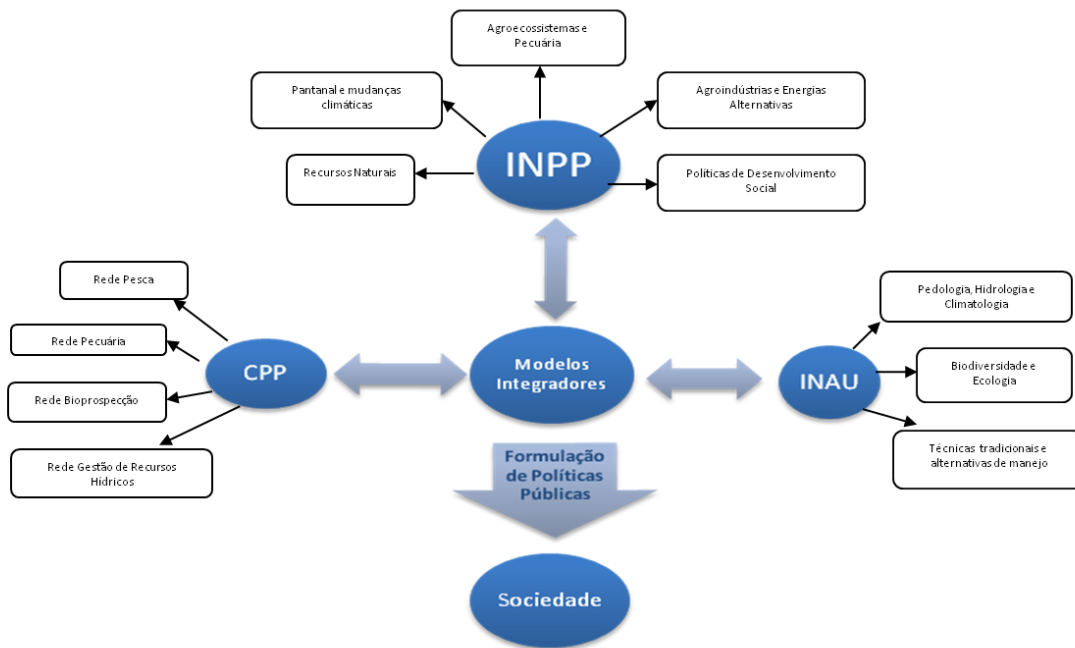 Agroecossistemas e
Pecuária
Pantanal e mudanças
climáticas
Agroindústrias e Energias
Alternativas
INPP
Recursos Naturais
Políticas de Desenvolvimento
Social
Rede Pesca
Rede Pecuária
Rede Bioprospecção
Rede Gestão de Recursos
Hídricos
CPP
Modelos
Integradores
INAU
Pedologia, Hidrologia e
Climatologia
Biodiversidade e
Ecologia
Técnicas tradicionais e
alternativas de manejo
Formulação
de Políticas
Públicas
Sociedade